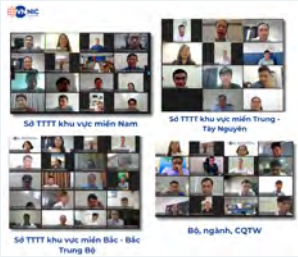 VNNIC
Sở TTTT khu vực miền Nam
Sở TTTT khu vực miền Trung -
Tây Nguyên
Sở TTTT khu vực miền Bắc - Bắc
Trung Bộ
Bộ, ngành, CQTW